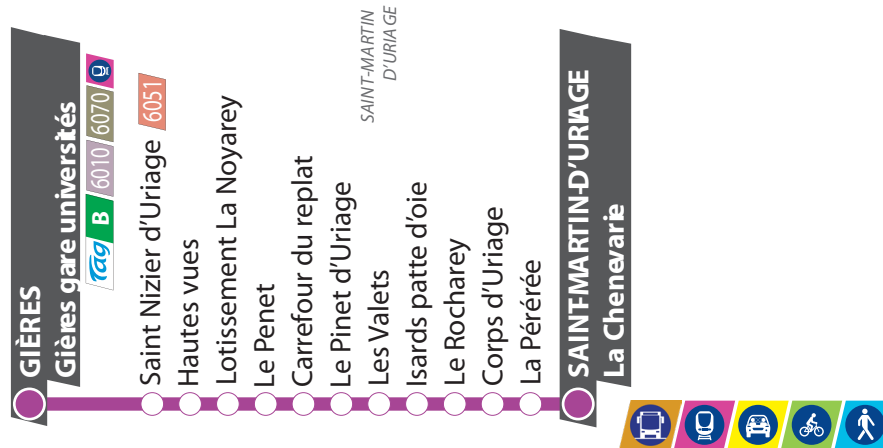 GIÈRES
Gières gare universités
Tag B 6010 6070
Saint Nizier d'Uriage 6051
Hautes vues
Lotissement La Noyarey
Le Penet
Carrefour du replat
Le Pinet d'Uriage
Les Valets
SAINT-MARTIN
D'URIAGE
Isards patte d'oie
Le Rocharey
Corps d'Uriage
La Pérérée
SAINT-MARTIN-D'URIAGE
La Chenevarie